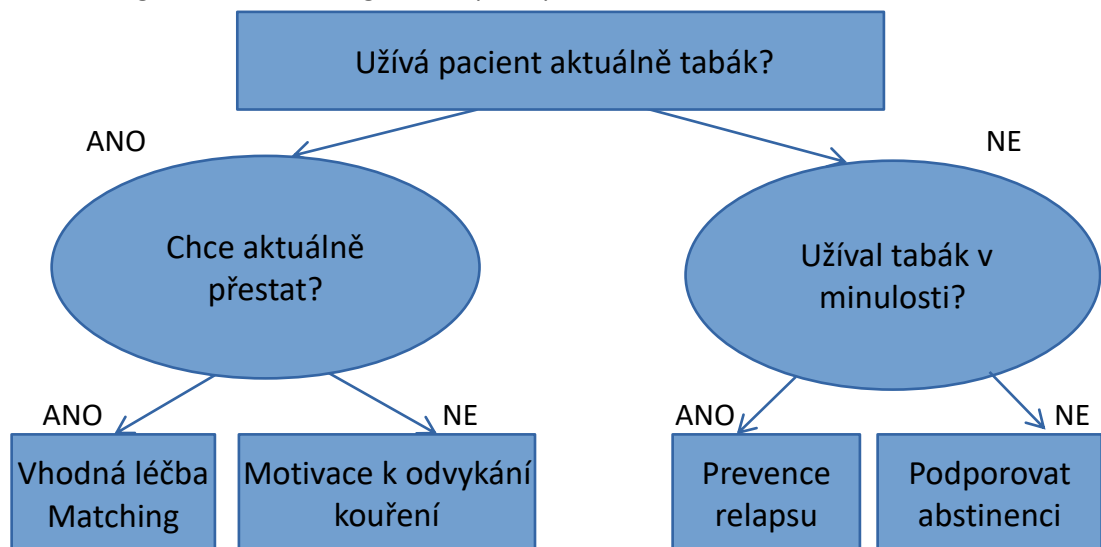 Užívá pacient aktuálně tabák?
ANO
NE
Chce aktuálně
přestat?
Užíval tabák v
minulosti?
ANO
NE
ANO
NE
Vhodná léčba
Matching
Motivace k odvykání
kouření
Prevence
relapsu
Podporovat
abstinenci